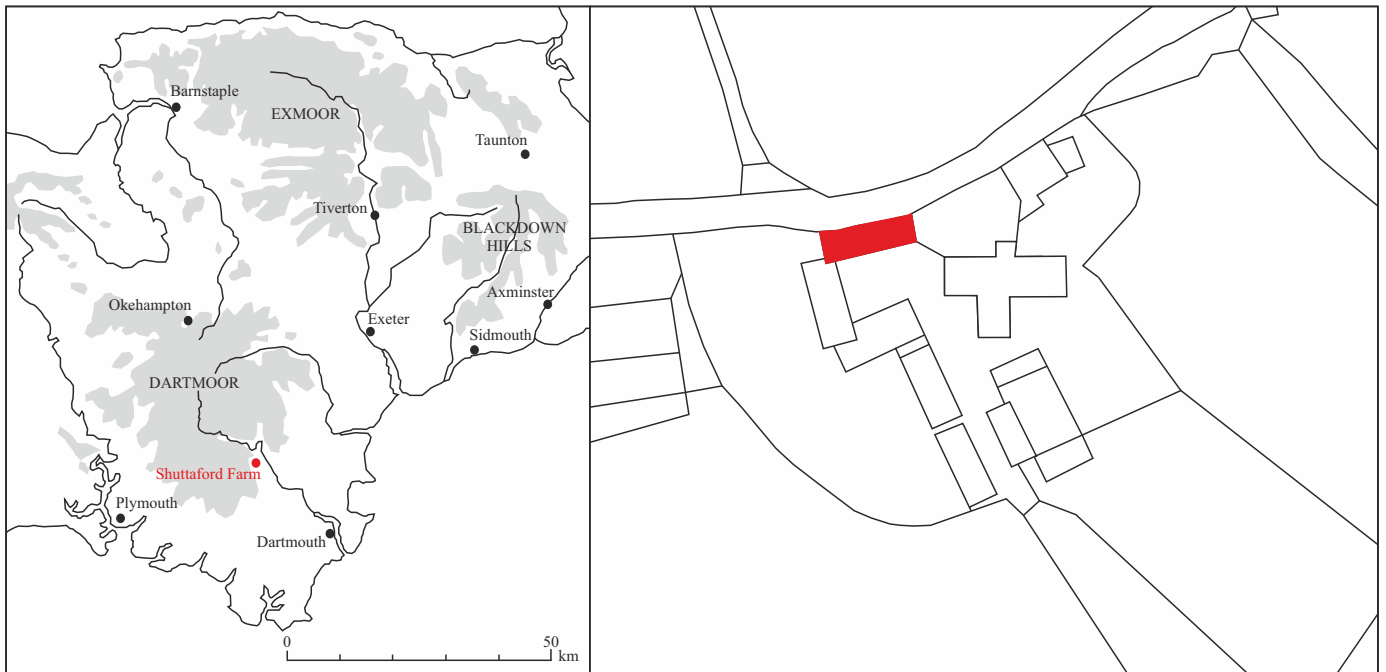 Barnstaple
EXMOOR
Taunton
Tiverton
BLACKDOWN
HILLS
Axminster
Okehampton
Exeter
Sidmouth
DARTMOOR
Shuttaford Farm
Plymouth
Dartmouth
0
50
km